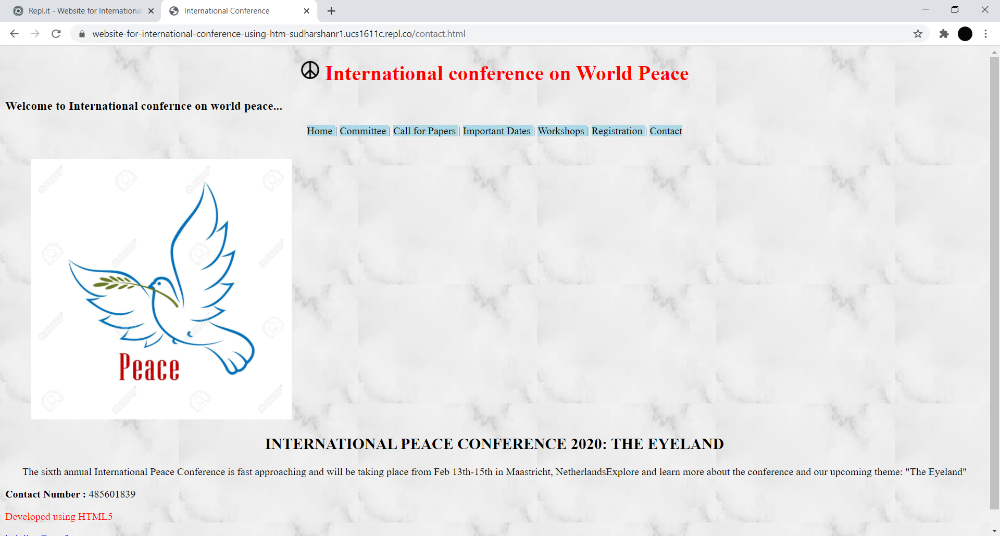 Repl.it - Website for International
International Conference
website-for-international-conference-using-htm-sudharshanr1.ucs1611c.repl.co/contact.html
International conference on World Peace
Welcome to International confernce on world peace...
Home | Committee | Call for Papers | Important Dates | Workshops | Registration | Contact
Peace
INTERNATIONAL PEACE CONFERENCE 2020: THE EYELAND
The sixth annual International Peace Conference is fast approaching and will be taking place from Feb 13th-15th in Maastricht, NetherlandsExplore and learn more about the conference and our upcoming theme: "The Eyeland"
Contact Number : 485601839
Developed using HTML5